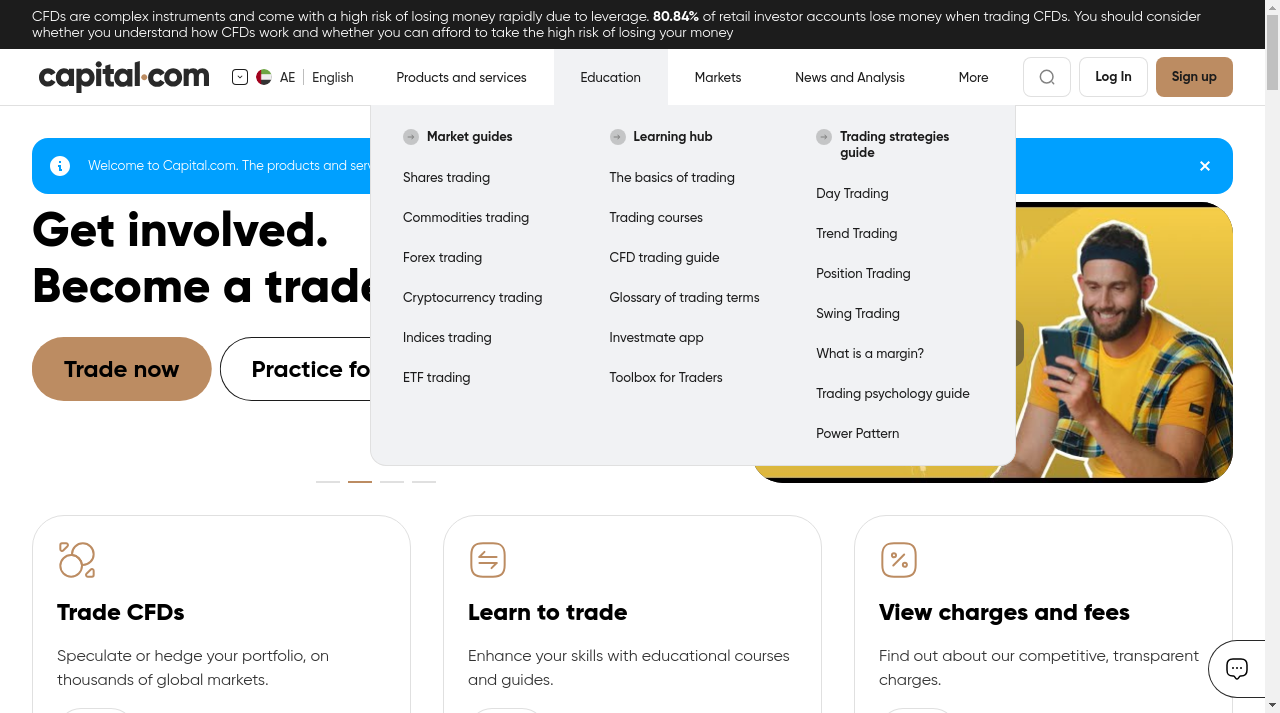 CFDs are complex instruments and come with a high risk of losing money rapidly due to leverage. 80.84% of retail investor accounts lose money when trading CFDs. You should consider
whether you understand how CFDs work and whether you can afford to take the high risk of losing your money
capital.com
AE
English
Products and services
Education
Markets
News and Analysis
More
Log In
Sign up
Welcome to Capital.com. The products and
Get involved.
Become a
Trade now
Practice
Market guides
Shares trading
Commodities trading
Forex trading
Cryptocurrency trading
Indices trading
ETF trading
Learning hub
The basics of trading
Trading courses
CFD trading guide
Glossary of trading terms
Investmate app
Toolbox for Traders
Trading strategies
guide
Day Trading
Trend Trading
Position Trading
Swing Trading
What is a margin?
Trading psychology guide
Power Pattern
Trade CFDs
Speculate or hedge your portfolio, on
thousands of global markets.
Learn to trade
Enhance your skills with educational courses
and guides.
View charges and fees
Find out about our competitive, transparent
charges.